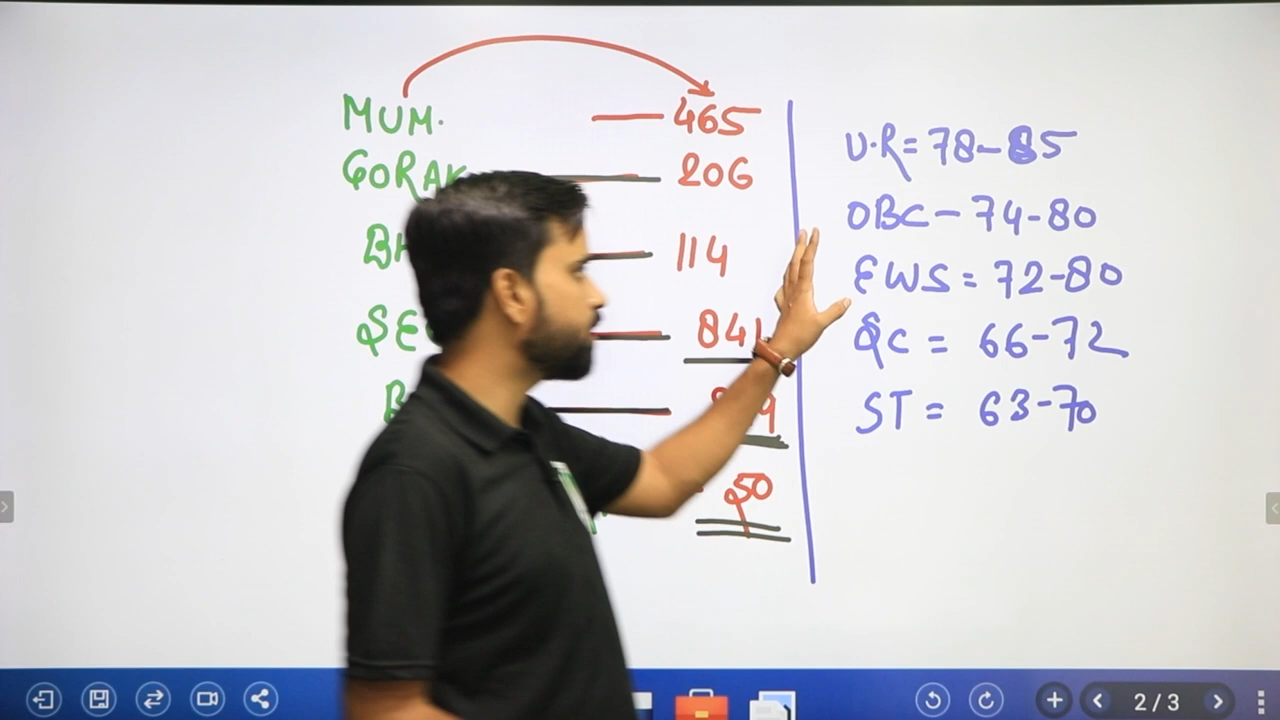 MUM. — 465
GORAK — 206
— 114
— 841
50
U.R = 78-85
OBC - 74-80
EWS = 72-80
SC = 66-72
ST = 63-70
2 / 3